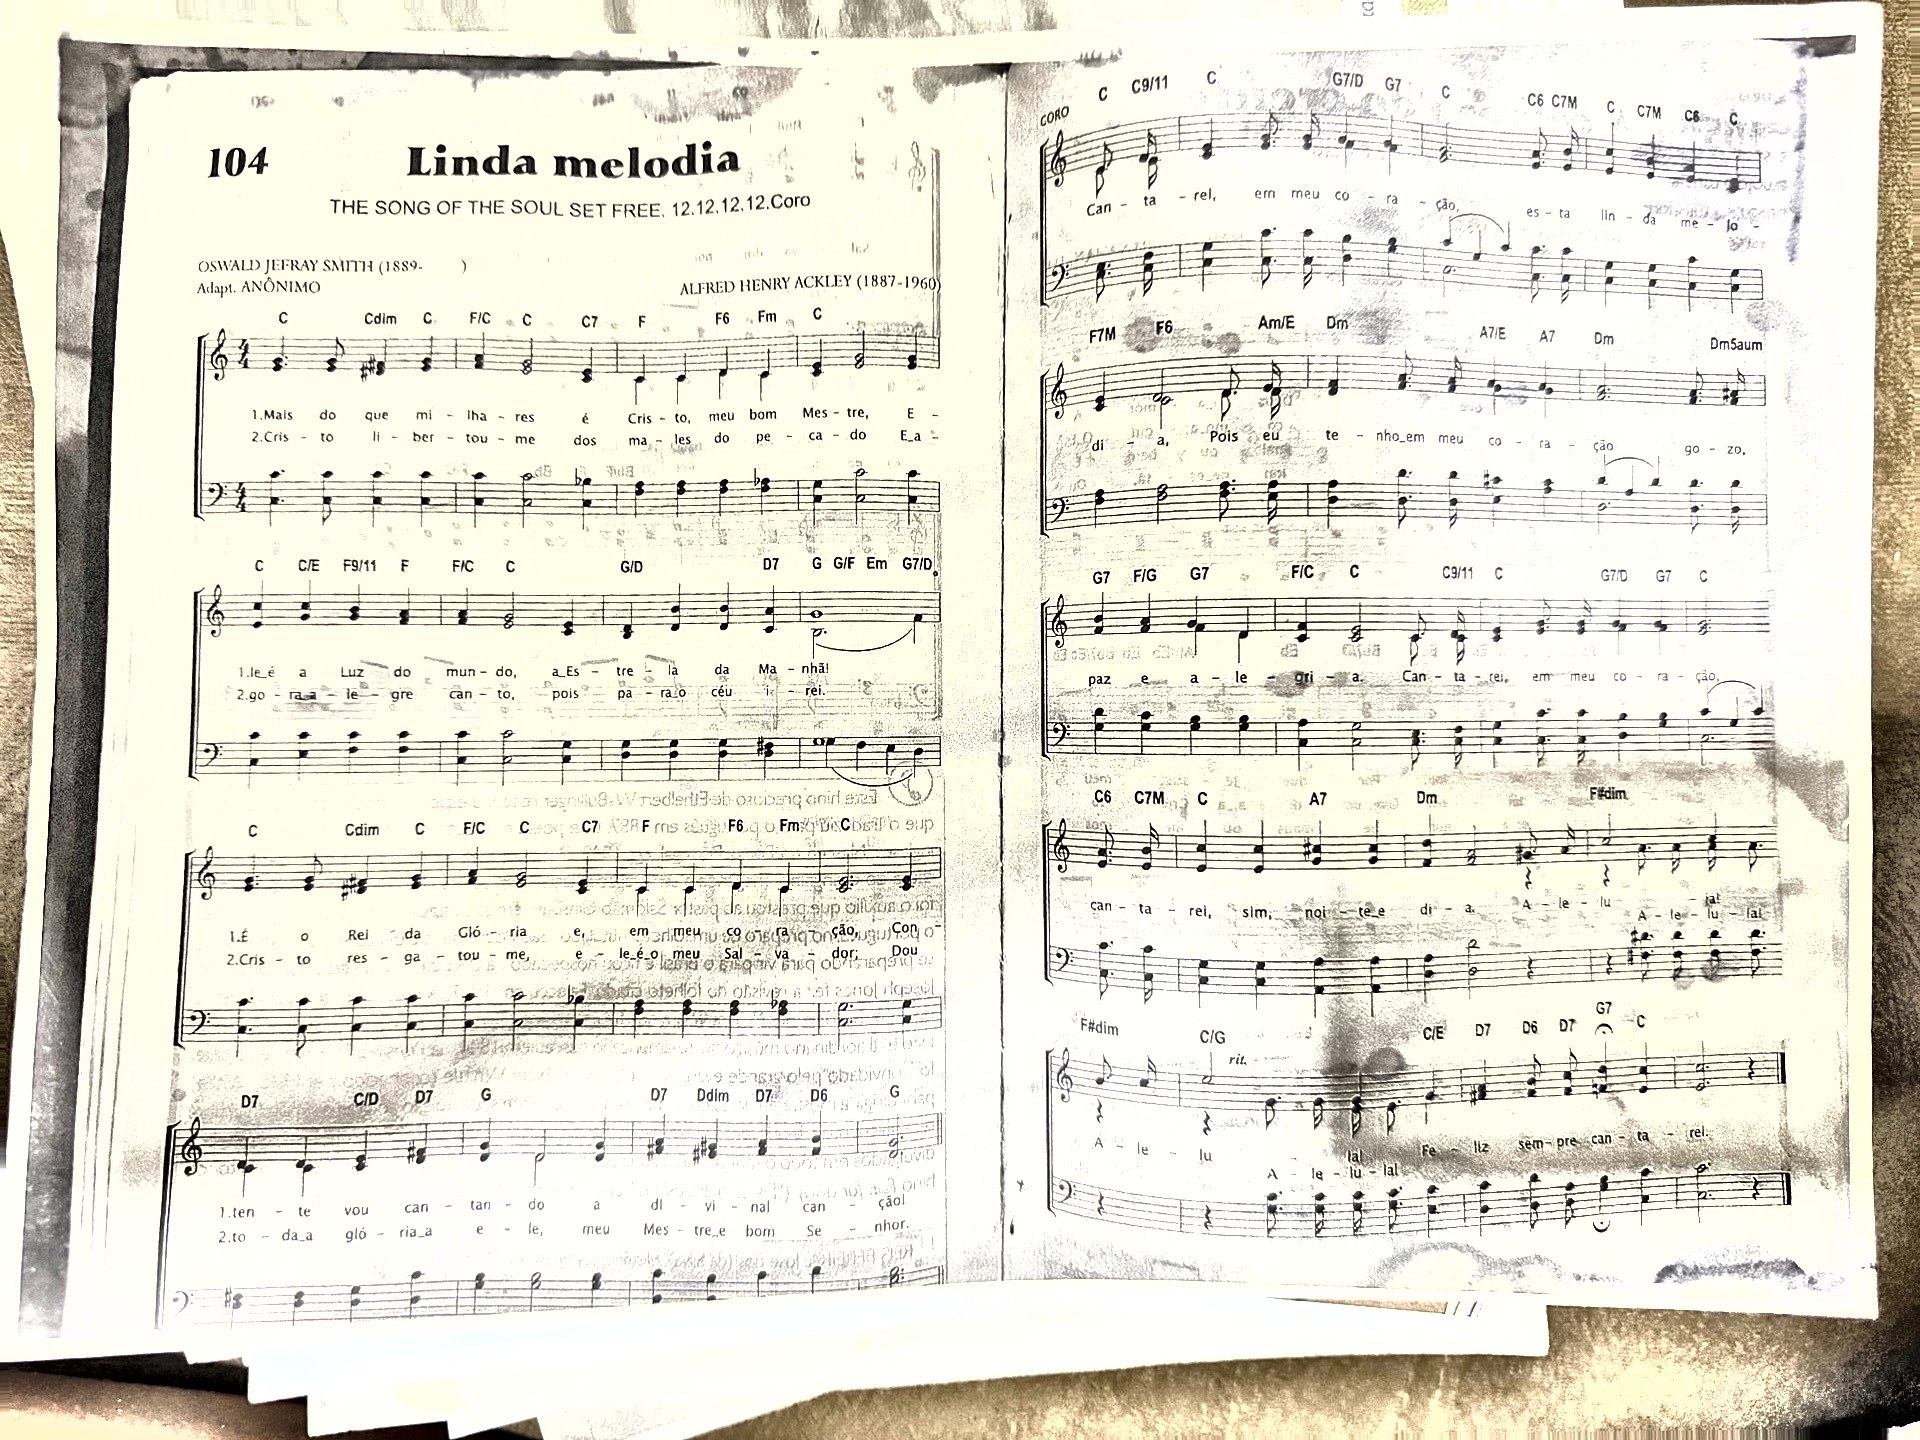 104 Linda melodia
THE SONG OF THE SOUL SET FREE. 12.12.12.12.Coro
OSWALD JEFRAY SMITH (1889- )
Adapt. ANÔNIMO
ALFRED HENRY ACKLEY (1887-1960)
C Cdim C F/C C C7 F F6 Fm C
1.Mais do que mi - lha - res é Cris - to, meu bom Mes - tre, E -
2.Cris - to li - ber - tou - me dos ma - les do pe - ca - do E_a -
C C/E F9/11 F F/C C G/D D7 G G/F Em G7/D
1.le_é a Luz do mun - do, a_Es - tre - la da Ma - nhã!
2.go - ra_a - le - gre can - to, pois pa - ra_o céu i - rei.
C Cdim C F/C C C7 F F6 Fm C
1.É o Rei da Gló - ria e, em meu co - ra - ção, Con -
2.Cris - to res - ga - tou - me, e - le_é_o meu Sal - va - dor; Dou
D7 C/D D7 G D7 Ddim D7 D6 G
1.ten - te vou can - tan - do a di - vi - nal can - ção!
2.to - da_a gló - ria_a e - le, meu Mes - tre_e bom Se - nhor.
CORO
C C9/11 C G7/D G7 C C6 C7M C C7M C6 C
Can - ta - rei, em meu co - ra - ção, es - ta lin - da me - lo -
F7M F6 Am/E Dm A7/E A7 Dm Dm5aum
di - a, Pois eu te - nho_em meu co - ra - ção go - zo,
G7 F/G G7 F/C C C9/11 C G7/D G7 C
paz e a - le - gri - a. Can - ta - rei, em meu co - ra - ção,
C6 C7M C A7 Dm F#dim
can - ta - rei, sim, noi - te_e di - a. A - le - lu - ia!
A - le - lu - ia!
F#dim C/G rit. C/E D7 D6 D7 G7 C
A - le - lu - ia! Fe - liz sem - pre can - ta - rei.
A - le - lu - ia!